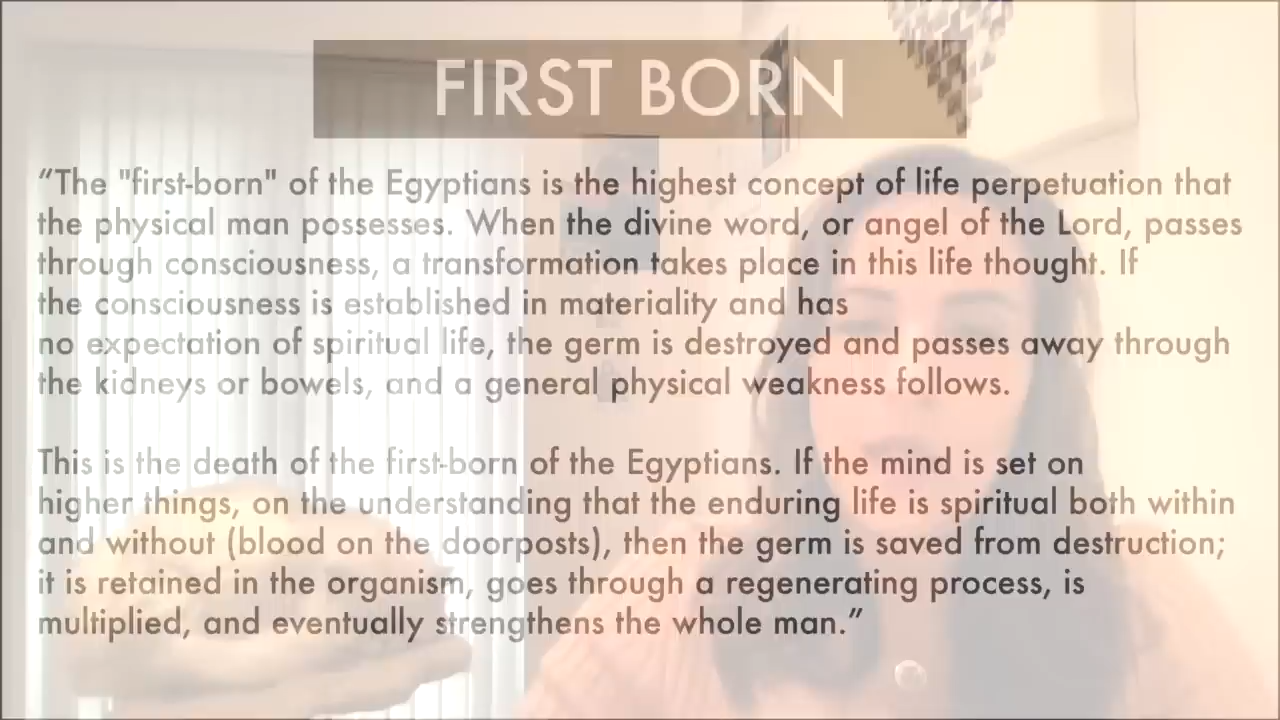 FIRST BORN
“The "first-born" of the Egyptians is the highest concept of life perpetuation that
the physical man possesses. When the divine word, or angel of the Lord, passes
through consciousness, a transformation takes place in this life thought. If
the consciousness is established in materiality and has
no expectation of spiritual life, the germ is destroyed and passes away through
the kidneys or bowels, and a general physical weakness follows.
This is the death of the first-born of the Egyptians. If the mind is set on
higher things, on the understanding that the enduring life is spiritual both within
and without (blood on the doorposts), then the germ is saved from destruction;
it is retained in the organism, goes through a regenerating process, is
multiplied, and eventually strengthens the whole man.”